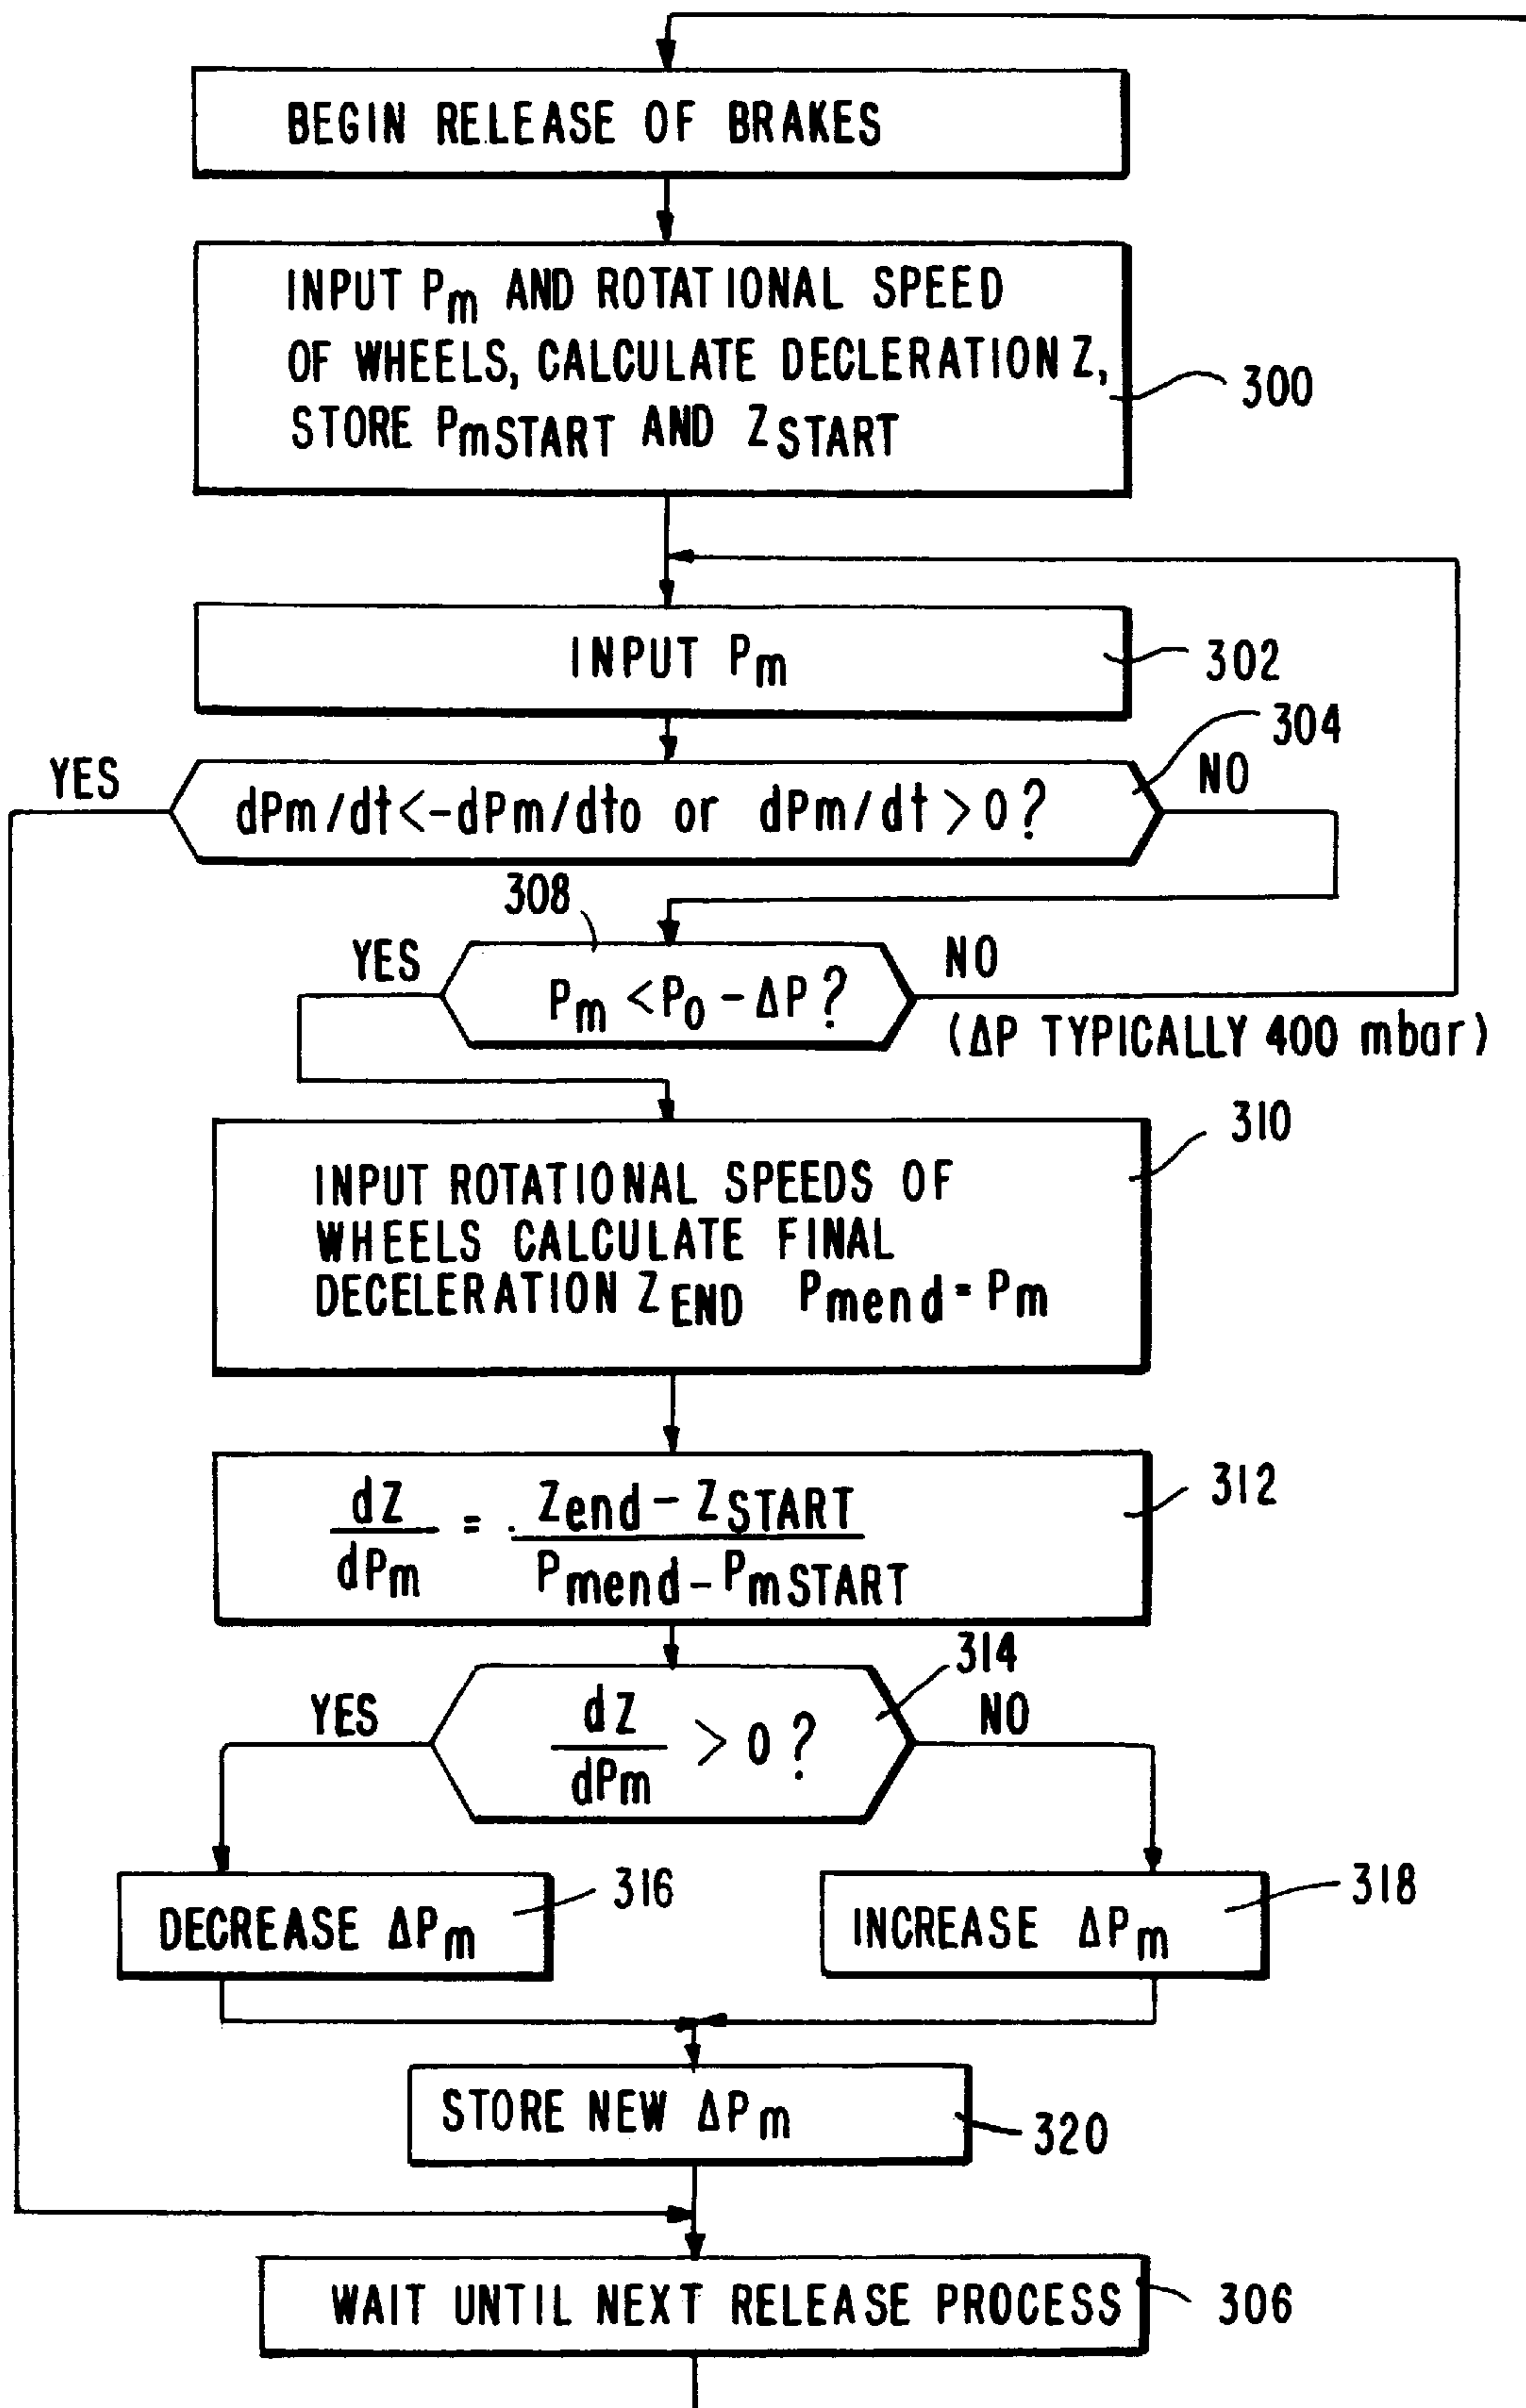 BEGIN RELEASE OF BRAKES
INPUT Pm AND ROTATIONAL SPEED
OF WHEELS, CALCULATE DECLERATION Z,
STORE PmSTART AND ZSTART
300
INPUT Pm
302
304
YES
dPm/dt<-dPm/dto or dPm/dt>0?
NO
308
YES
Pm<Po-ΔP?
NO
(ΔP TYPICALLY 400 mbar)
310
INPUT ROTATIONAL SPEEDS OF
WHEELS CALCULATE FINAL
DECELERATION ZEND Pmend=Pm
312
dZ = Zend-ZSTART
dPm Pmend-PmSTART
314
YES
dZ
dPm >0?
NO
DECREASE ΔPm
316
INCREASE ΔPm
318
STORE NEW ΔPm
320
WAIT UNTIL NEXT RELEASE PROCESS
306